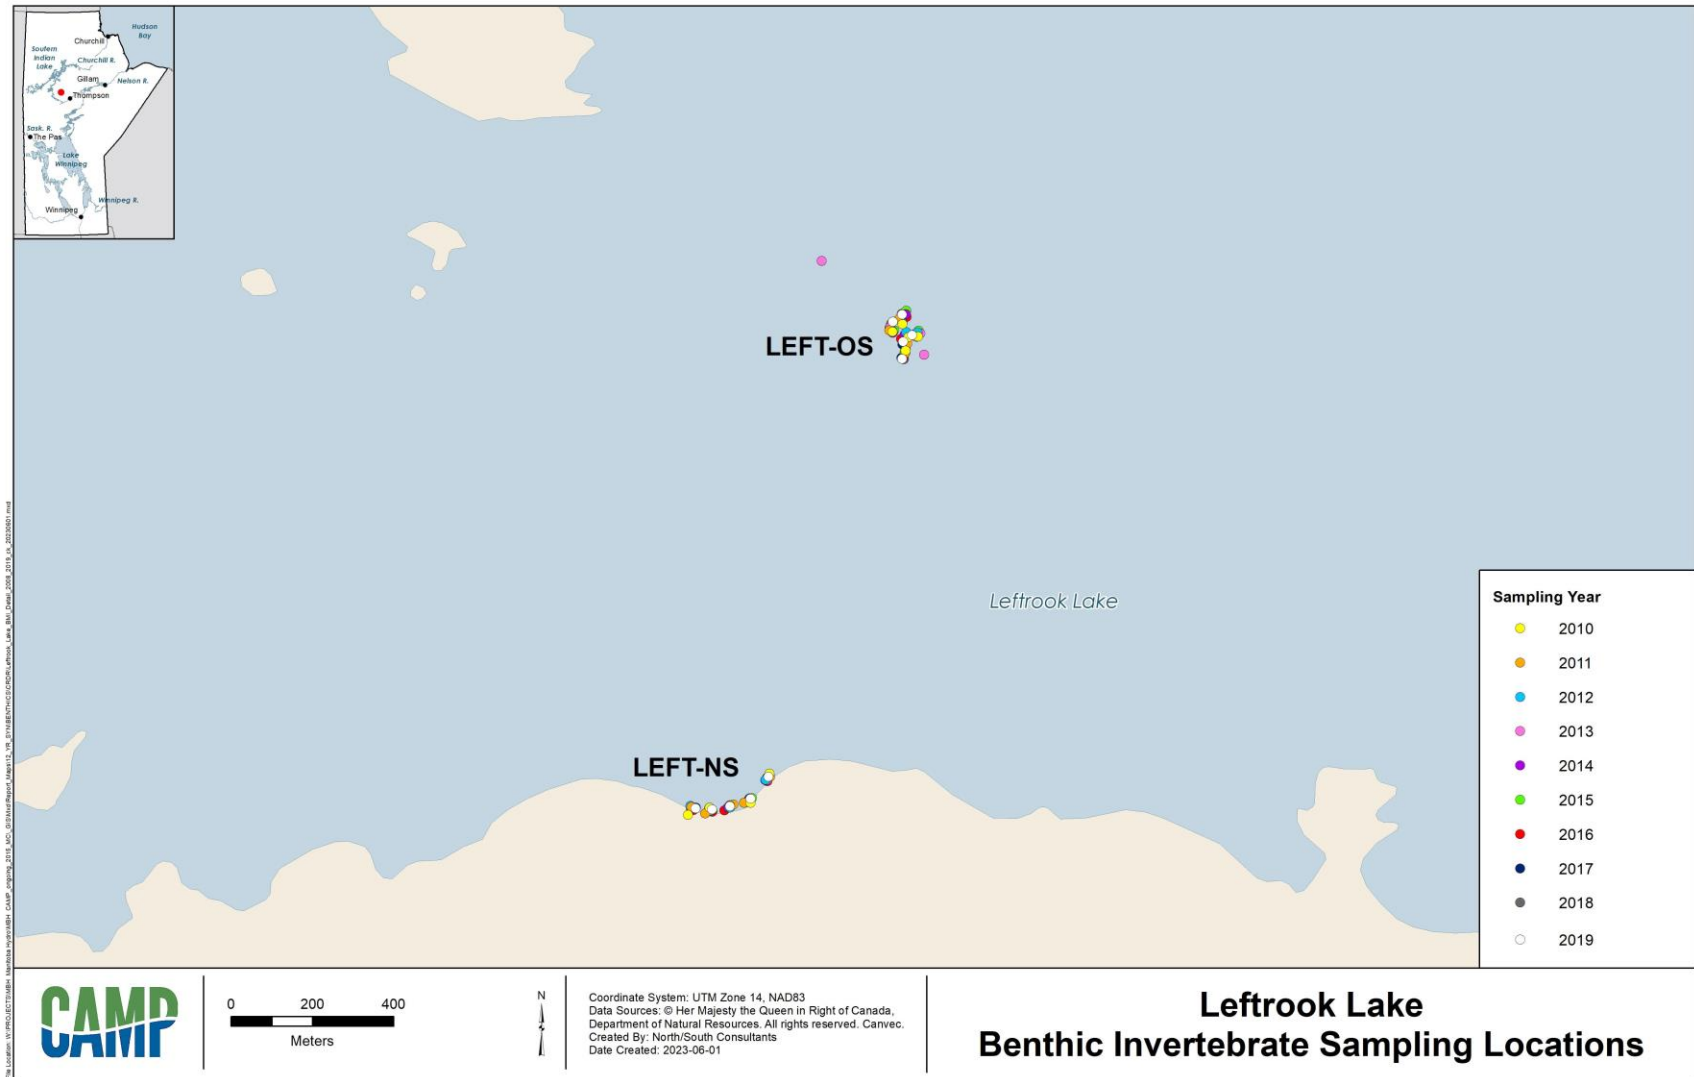 Hudson
Bay
Churchill
Soutern
Indian
Lake
Churchill R.
Gillam
Nelson R.
Thompson
Sask. R.
The Pas
Lake
Winnipeg
Winnipeg R.
Winnipeg
LEFT-OS
Leftrook Lake
LEFT-NS
Sampling Year
2010
2011
2012
2013
2014
2015
2016
2017
2018
2019
CAMP
0 200 400
Meters
N
Coordinate System: UTM Zone 14, NAD83
Data Sources: © Her Majesty the Queen in Right of Canada,
Department of Natural Resources. All rights reserved. Canvec.
Created By: North/South Consultants
Date Created: 2023-06-01
Leftrook Lake
Benthic Invertebrate Sampling Locations